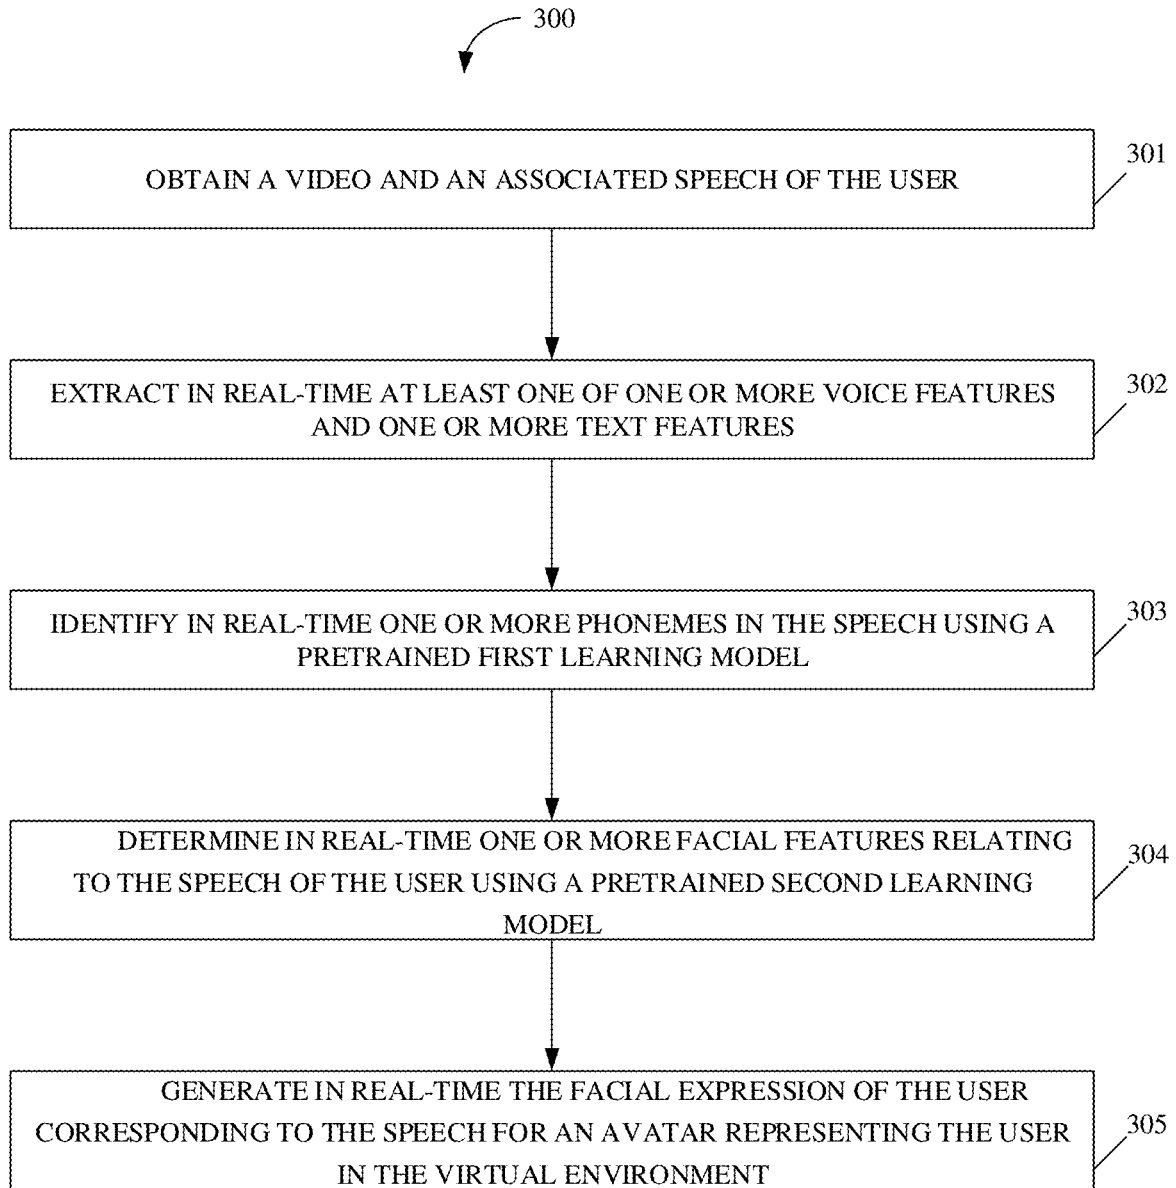 300
OBTAIN A VIDEO AND AN ASSOCIATED SPEECH OF THE USER
301
EXTRACT IN REAL-TIME AT LEAST ONE OF ONE OR MORE VOICE FEATURES
AND ONE OR MORE TEXT FEATURES
302
IDENTIFY IN REAL-TIME ONE OR MORE PHONEMES IN THE SPEECH USING A
PRETRAINED FIRST LEARNING MODEL
303
DETERMINE IN REAL-TIME ONE OR MORE FACIAL FEATURES RELATING
TO THE SPEECH OF THE USER USING A PRETRAINED SECOND LEARNING
MODEL
304
GENERATE IN REAL-TIME THE FACIAL EXPRESSION OF THE USER
CORRESPONDING TO THE SPEECH FOR AN AVATAR REPRESENTING THE USER
IN THE VIRTUAL ENVIRONMENT
305